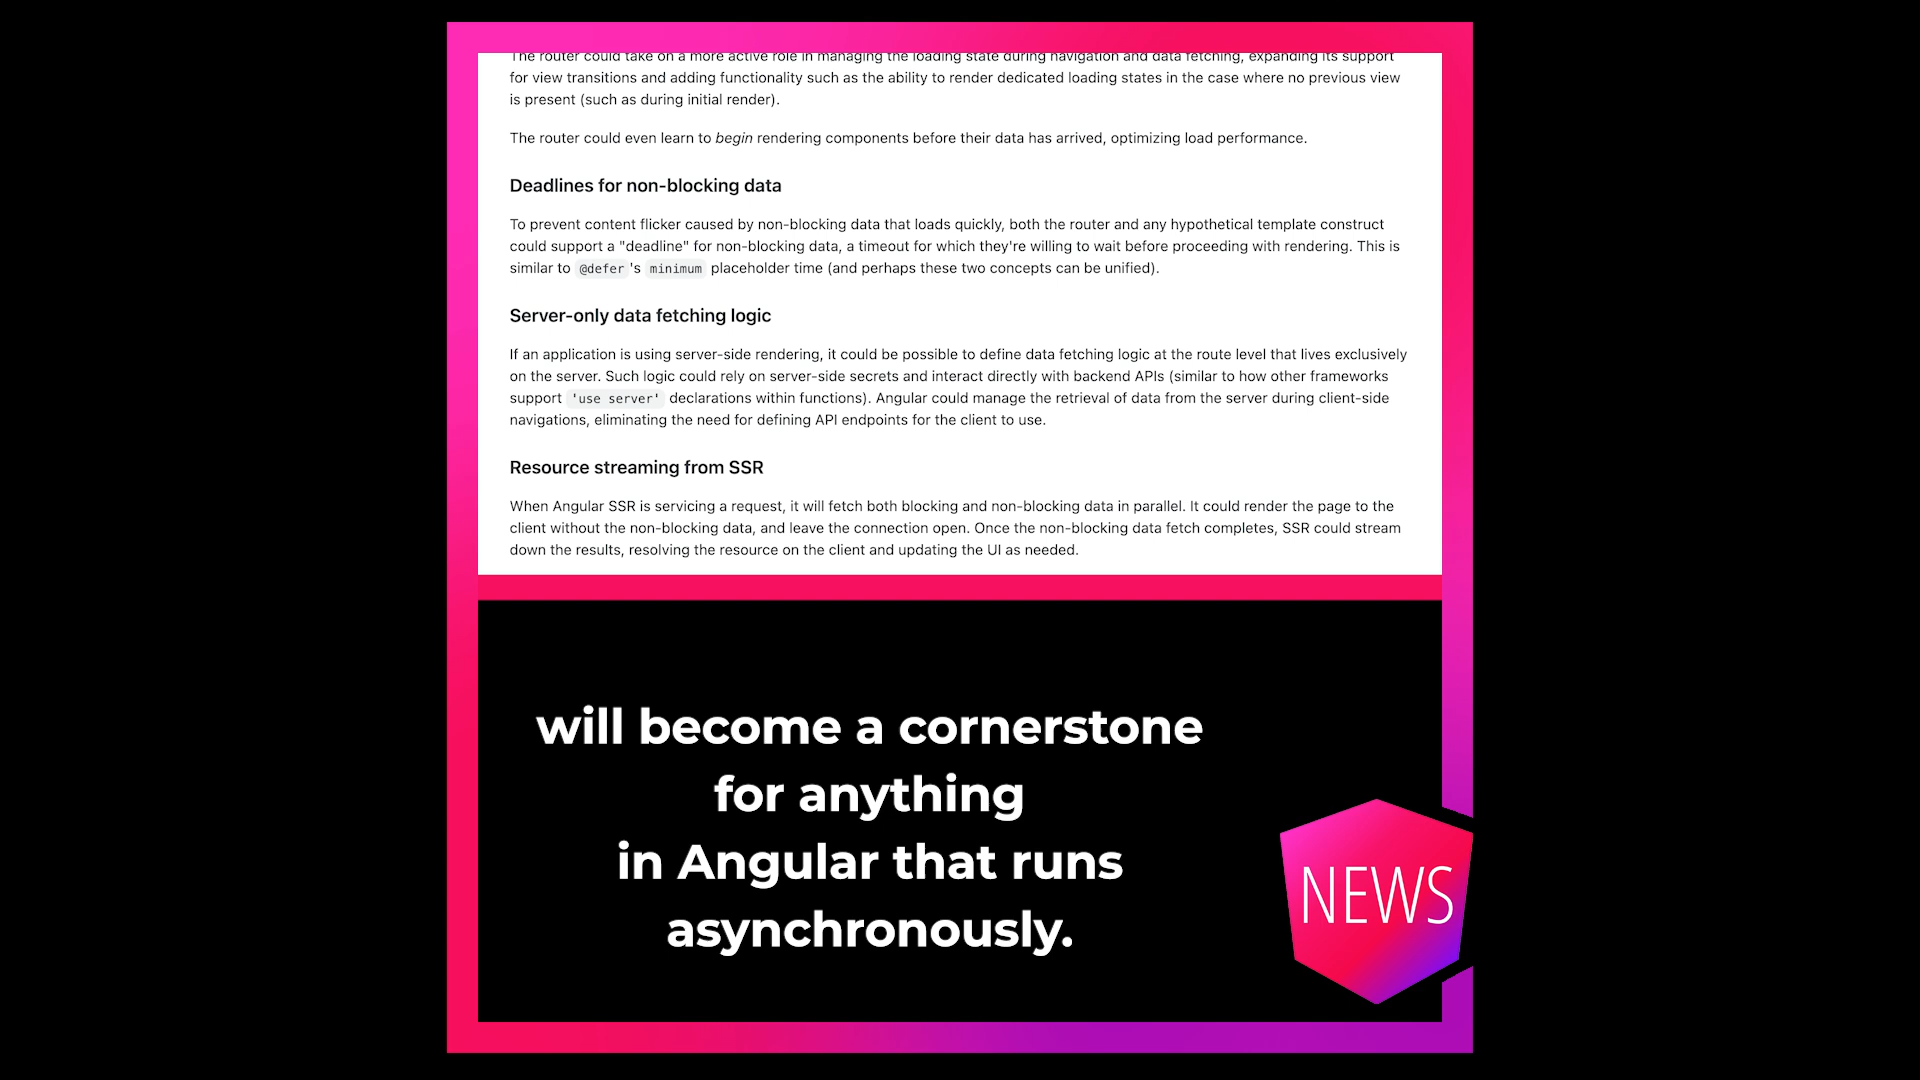 The router could take on a more active role in managing the loading state during navigation and data fetching, expanding its support
for view transitions and adding functionality such as the ability to render dedicated loading states in the case where no previous view
is present (such as during initial render).
The router could even learn to begin rendering components before their data has arrived, optimizing load performance.
Deadlines for non-blocking data
To prevent content flicker caused by non-blocking data that loads quickly, both the router and any hypothetical template construct
could support a "deadline" for non-blocking data, a timeout for which they're willing to wait before proceeding with rendering. This is
similar to @defer 's minimum placeholder time (and perhaps these two concepts can be unified).
Server-only data fetching logic
If an application is using server-side rendering, it could be possible to define data fetching logic at the route level that lives exclusively
on the server. Such logic could rely on server-side secrets and interact directly with backend APIs (similar to how other frameworks
support 'use server' declarations within functions). Angular could manage the retrieval of data from the server during client-side
navigations, eliminating the need for defining API endpoints for the client to use.
Resource streaming from SSR
When Angular SSR is servicing a request, it will fetch both blocking and non-blocking data in parallel. It could render the page to the
client without the non-blocking data, and leave the connection open. Once the non-blocking data fetch completes, SSR could stream
down the results, resolving the resource on the client and updating the UI as needed.
will become a cornerstone
for anything
in Angular that runs
asynchronously.
NEWS